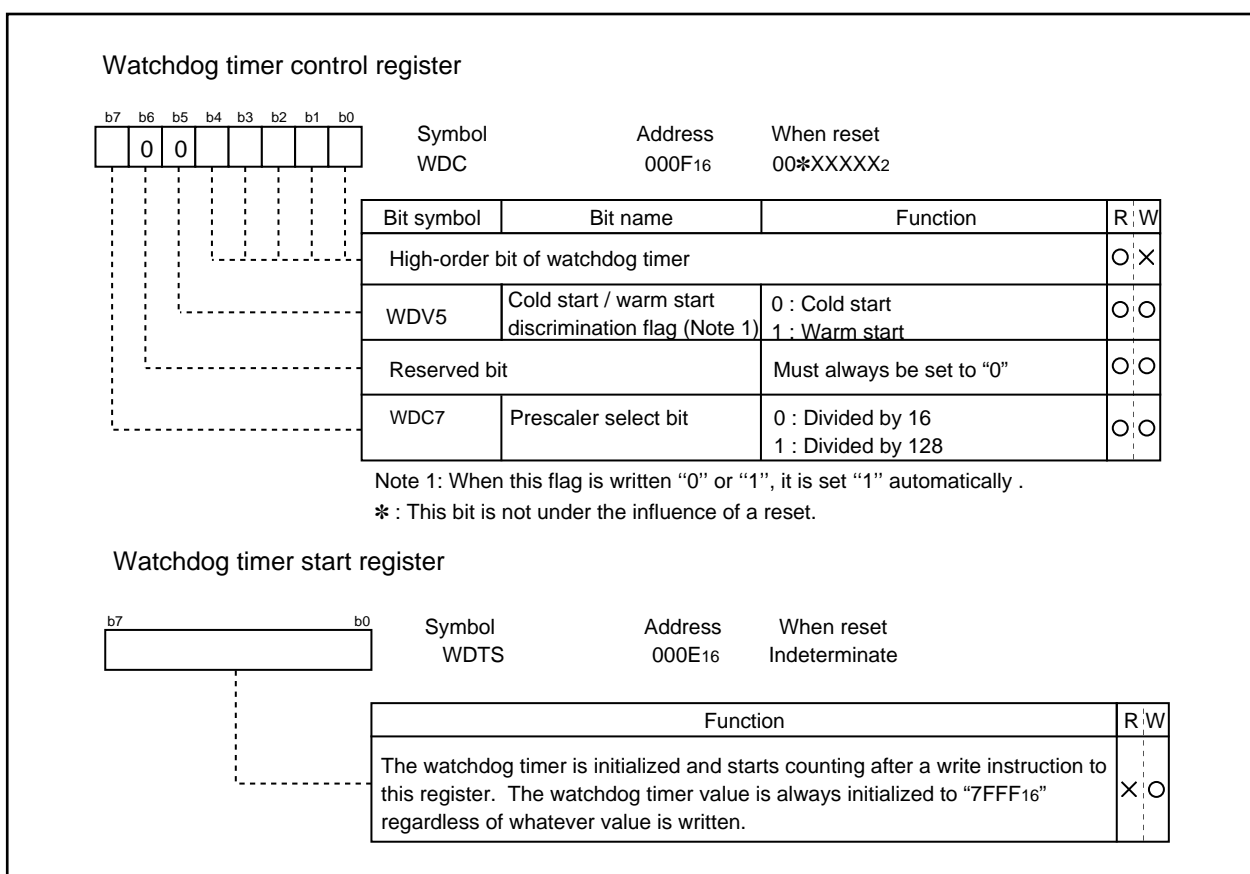 Watchdog timer control register
b7 b6 b5 b4 b3 b2 b1 b0
0 0
Symbol Address When reset
WDC 000F16 00✽XXXXX2
Bit symbol Bit name Function R W
High-order bit of watchdog timer
WDV5 Cold start / warm start discrimination flag (Note 1) 0 : Cold start
1 : Warm start
Reserved bit Must always be set to “0”
WDC7 Prescaler select bit 0 : Divided by 16
1 : Divided by 128
Note 1: When this flag is written ‘‘0’’ or ‘‘1’’, it is set ‘‘1’’ automatically .
✽ : This bit is not under the influence of a reset.
Watchdog timer start register
b7 b0
Symbol Address When reset
WDTS 000E16 Indeterminate
Function R W
The watchdog timer is initialized and starts counting after a write instruction to
this register. The watchdog timer value is always initialized to “7FFF16”
regardless of whatever value is written.